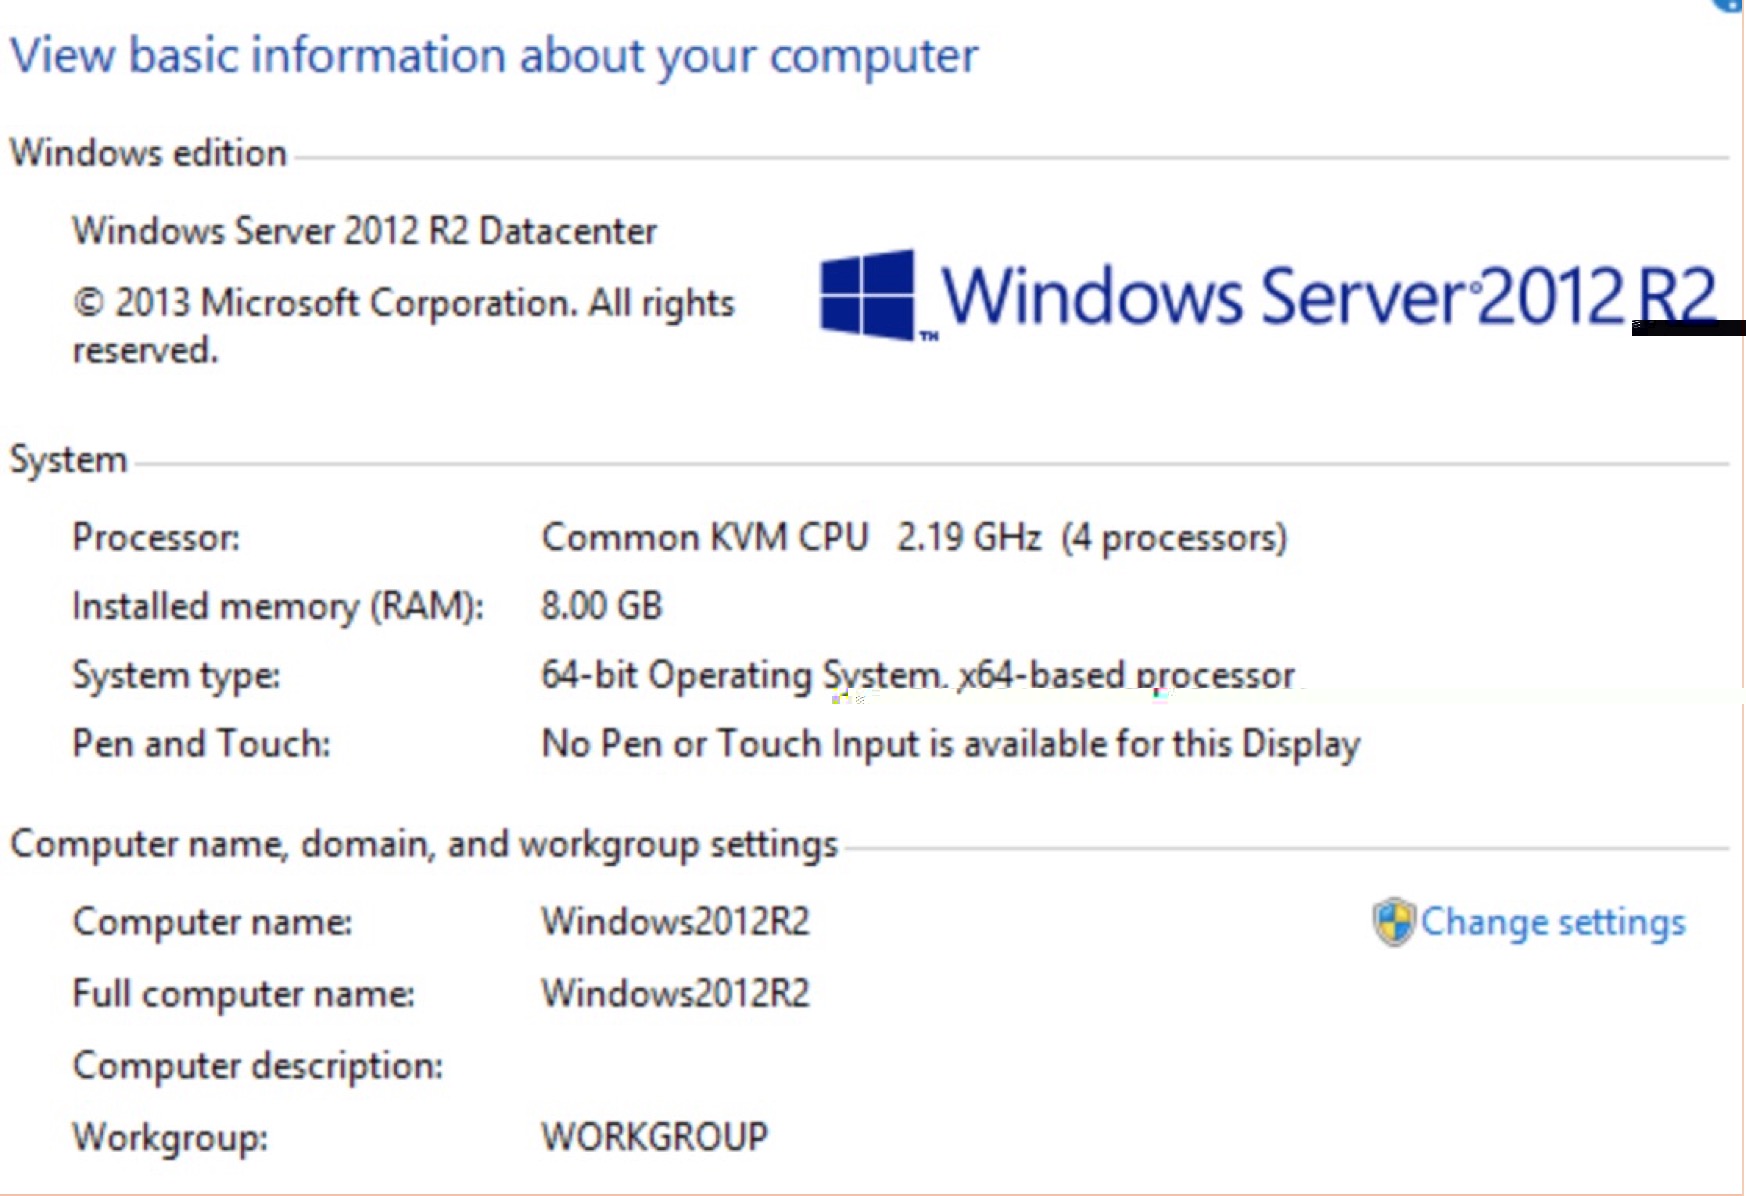 View basic information about your computer
Windows edition
Windows Server 2012 R2 Datacenter
© 2013 Microsoft Corporation. All rights
reserved.
™ Windows Server® 2012 R2
System
Processor: Common KVM CPU 2.19 GHz (4 processors)
Installed memory (RAM): 8.00 GB
System type: 64-bit Operating System, x64-based processor
Pen and Touch: No Pen or Touch Input is available for this Display
Computer name, domain, and workgroup settings
Computer name: Windows2012R2 Change settings
Full computer name: Windows2012R2
Computer description:
Workgroup: WORKGROUP